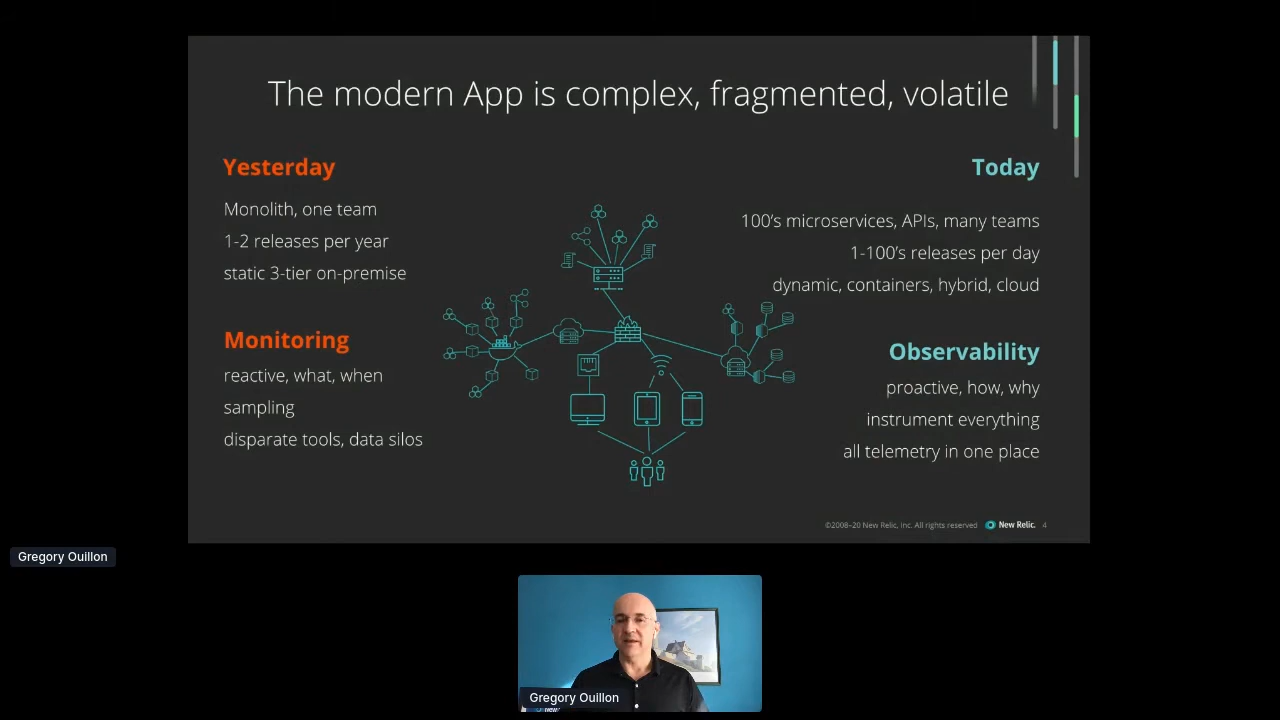 The modern App is complex, fragmented, volatile
Yesterday
Monolith, one team
1-2 releases per year
static 3-tier on-premise
Monitoring
reactive, what, when
sampling
disparate tools, data silos
Today
100's microservices, APIs, many teams
1-100's releases per day
dynamic, containers, hybrid, cloud
Observability
proactive, how, why
instrument everything
all telemetry in one place
©2008-20 New Relic, Inc. All rights reserved New Relic. 4
Gregory Ouillon
Gregory Ouillon